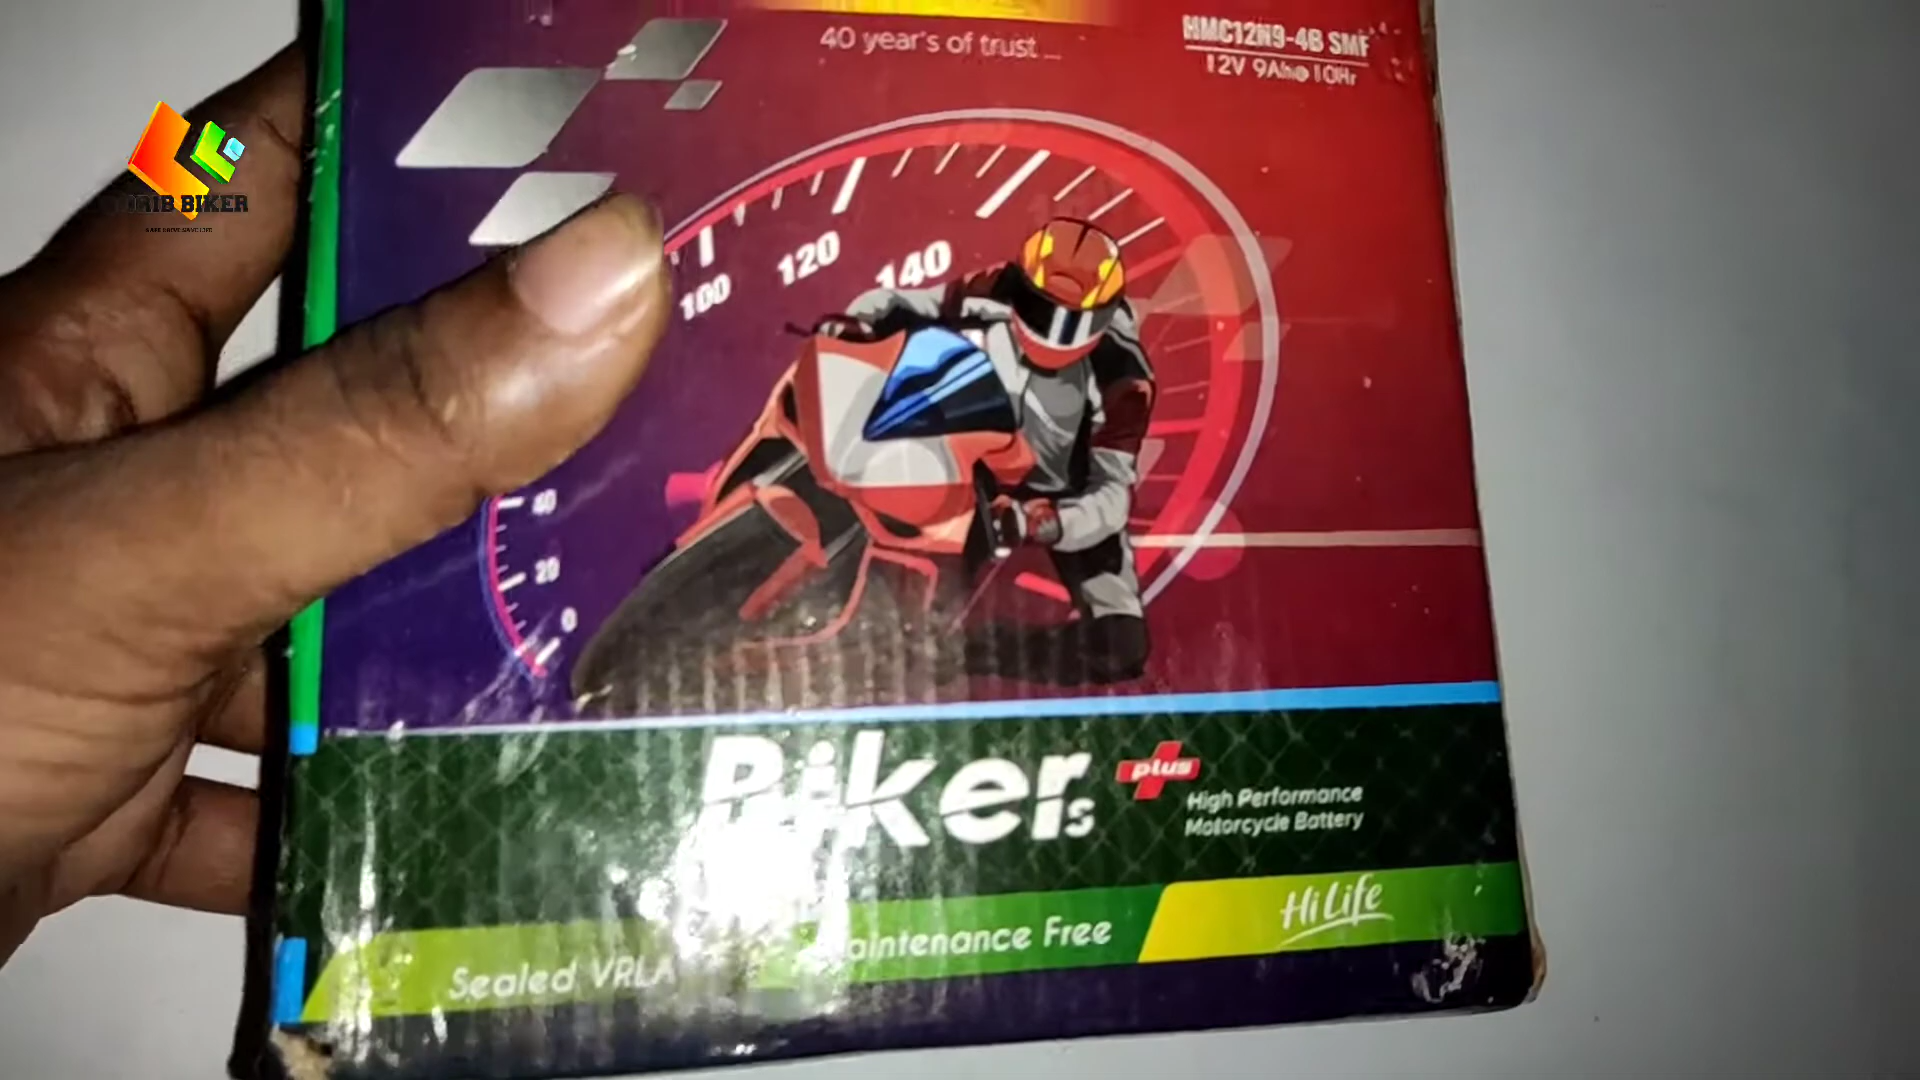 40 year's of trust ...
HMC12N9-4B SMF
12V 9Ah@10Hr
BIKER
100
120
140
40
20
0
Bikers
plus
High Performance
Motorcycle Battery
Sealed VRLA
Maintenance Free
HiLife